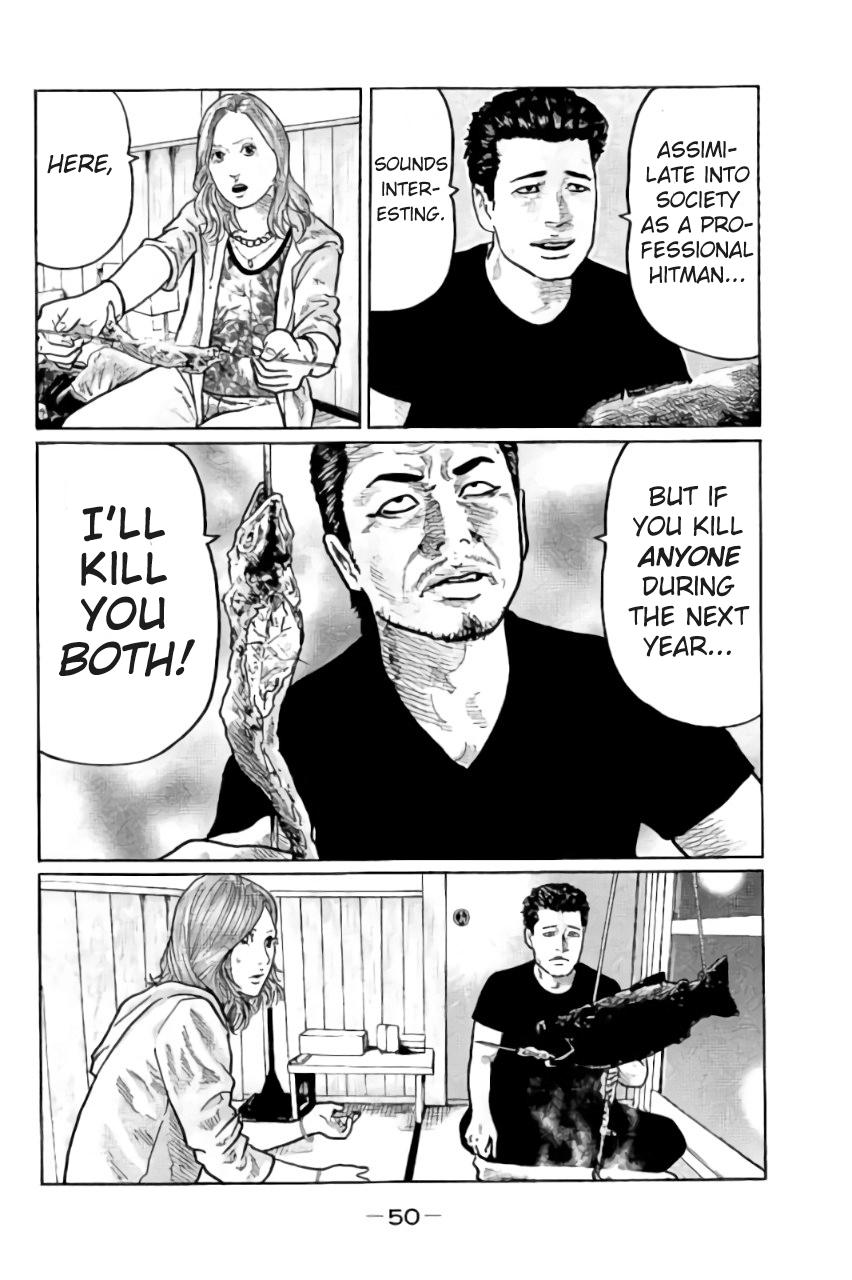 ASSIMI-
LATE INTO
SOCIETY
AS A PRO-
FESSIONAL
HITMAN...
SOUNDS
INTER-
ESTING.
HERE,
BUT IF
YOU KILL
ANYONE
DURING
THE NEXT
YEAR...
I'LL
KILL
YOU
BOTH!
—50—